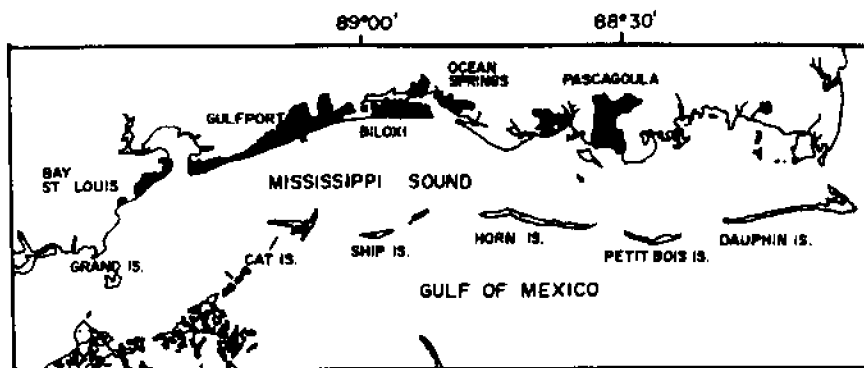 89°00'
88°30'
OCEAN
SPRINGS
PASCAGOULA
GULFPORT
BILOXI
BAY
ST LOUIS
MISSISSIPPI SOUND
GRAND IS.
CAT IS.
SHIP IS.
HORN IS.
PETIT BOIS IS.
DAUPHIN IS.
GULF OF MEXICO